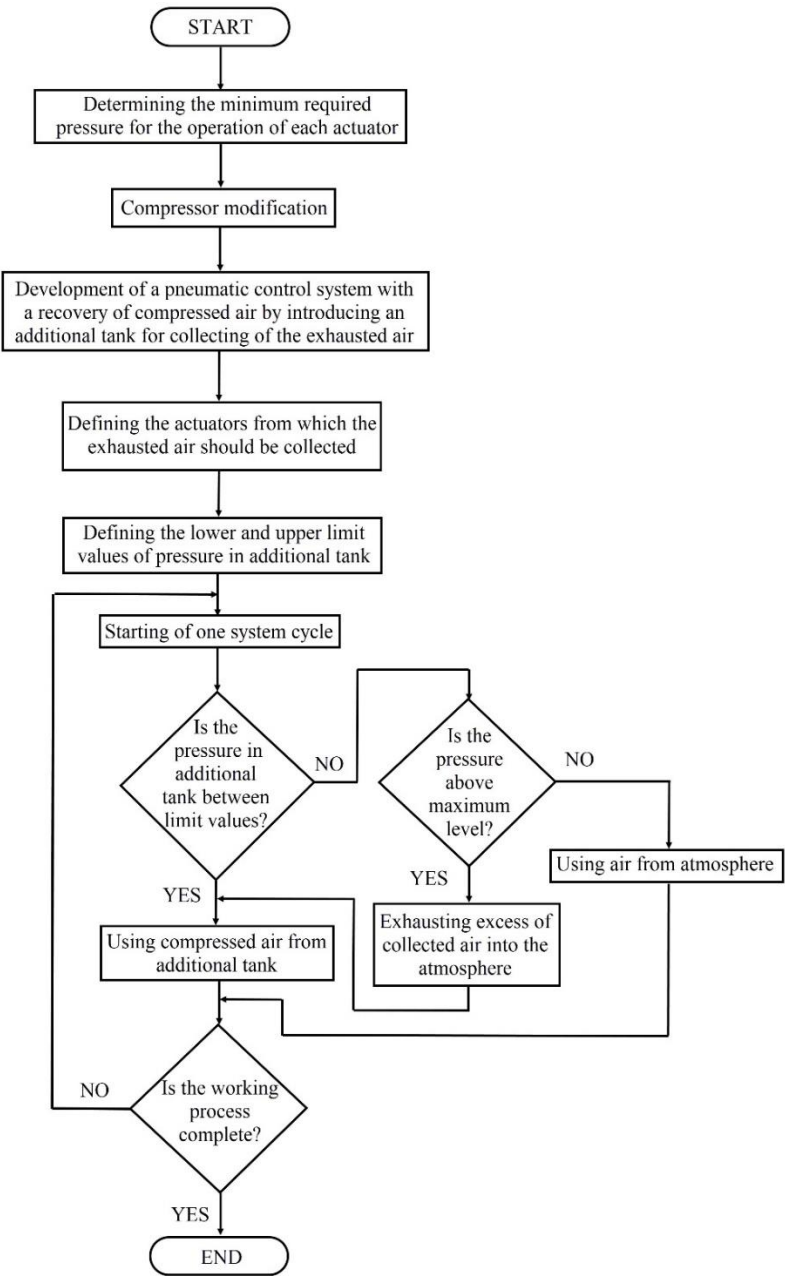 START
Determining the minimum required
pressure for the operation of each actuator
Compressor modification
Development of a pneumatic control system with
a recovery of compressed air by introducing an
additional tank for collecting of the exhausted air
Defining the actuators from which the
exhausted air should be collected
Defining the lower and upper limit
values of pressure in additional tank
Starting of one system cycle
Is the
pressure in
additional
tank between
limit values?
NO
Is the
pressure
above
maximum
level?
NO
Using air from atmosphere
YES
YES
Exhausting excess of
collected air into the
atmosphere
Using compressed air from
additional tank
NO
Is the working
process
complete?
YES
END